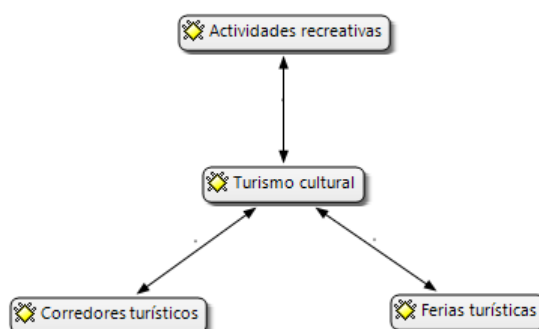 Actividades recreativas
Turismo cultural
Corredores turísticos
Ferias turísticas